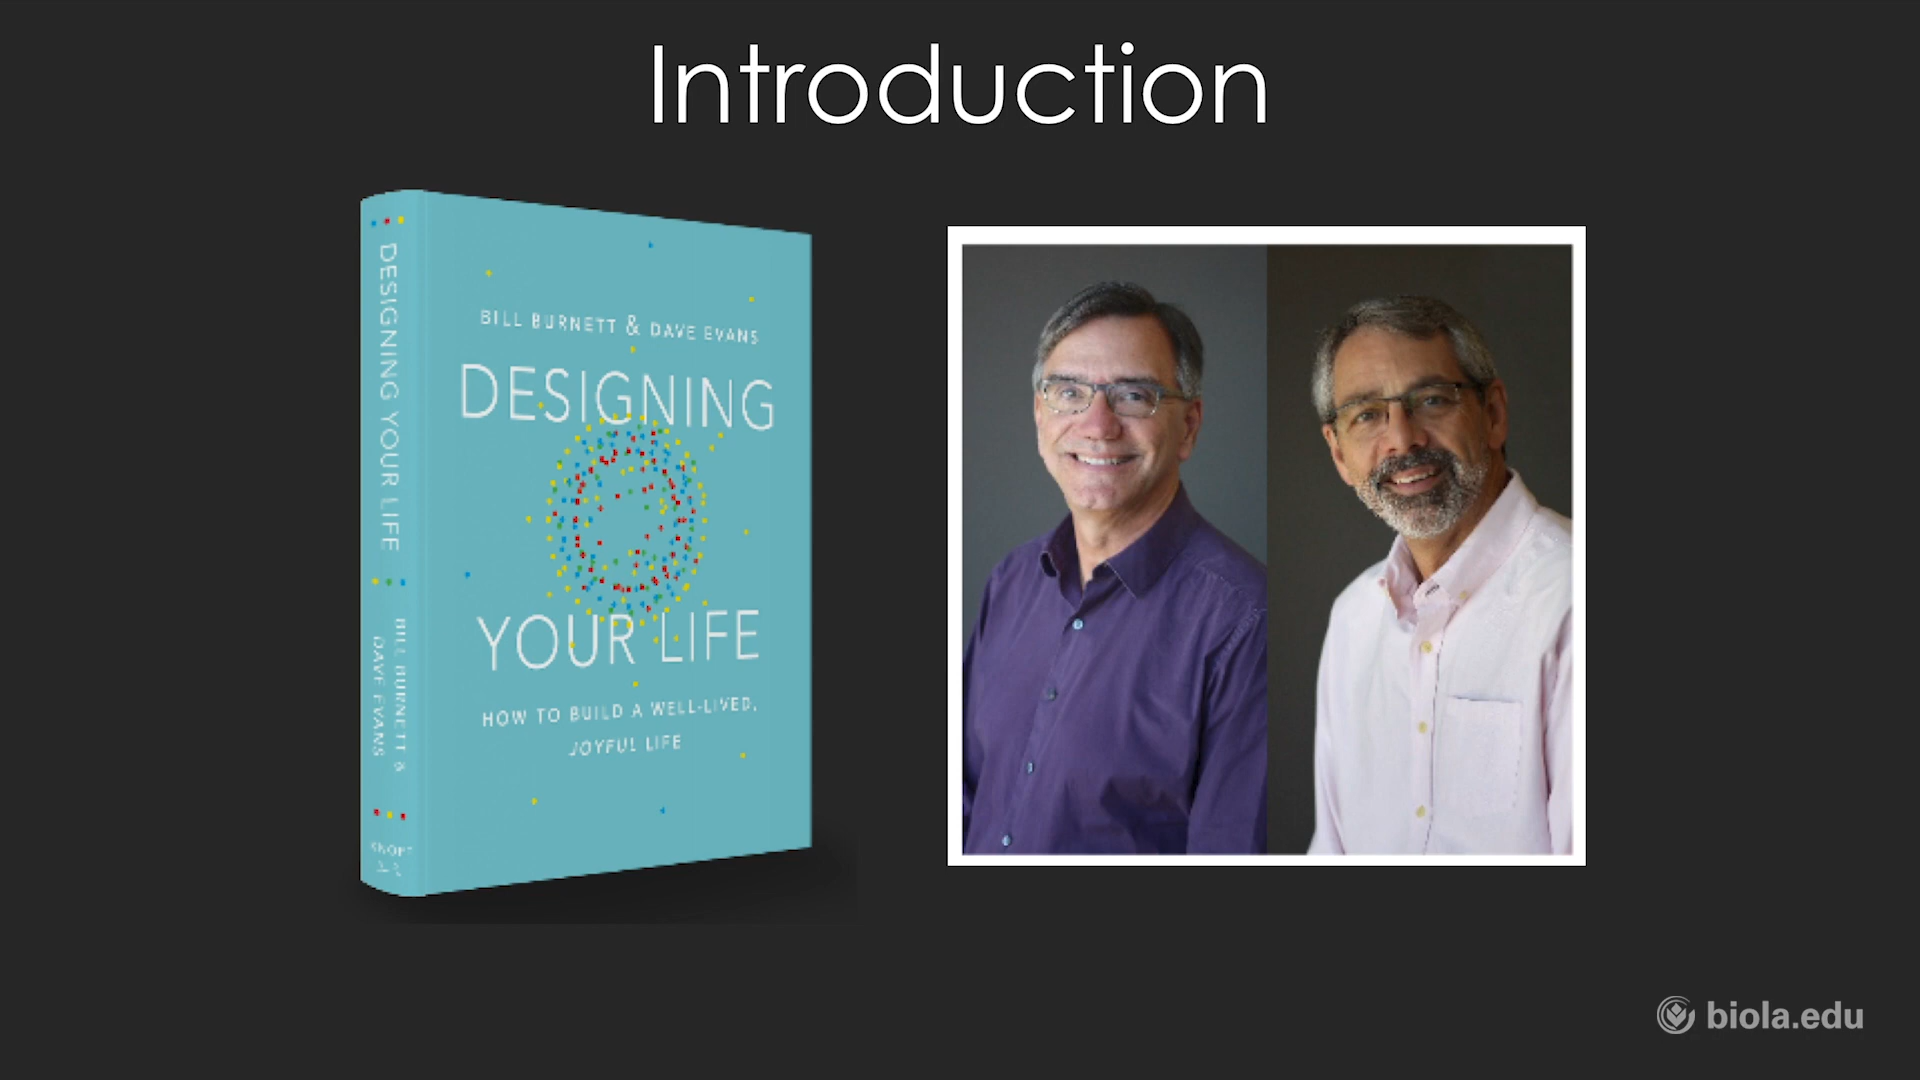 Introduction
DESIGNING YOUR LIFE
BILL BURNETT &
DAVE EVANS
KNOPF
BILL BURNETT & DAVE EVANS
DESIGNING
YOUR LIFE
HOW TO BUILD A WELL-LIVED,
JOYFUL LIFE
biola.edu